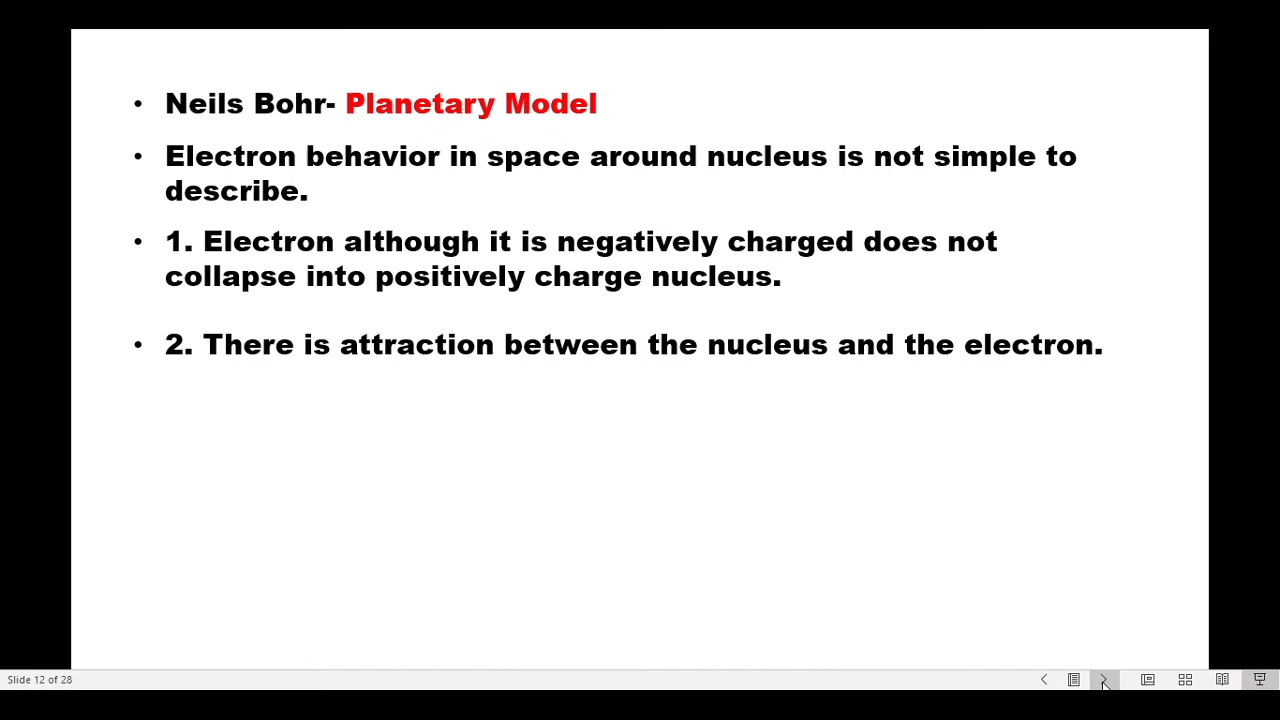 • Neils Bohr- Planetary Model
• Electron behavior in space around nucleus is not simple to
describe.
• 1. Electron although it is negatively charged does not
collapse into positively charge nucleus.
• 2. There is attraction between the nucleus and the electron.
Slide 12 of 28